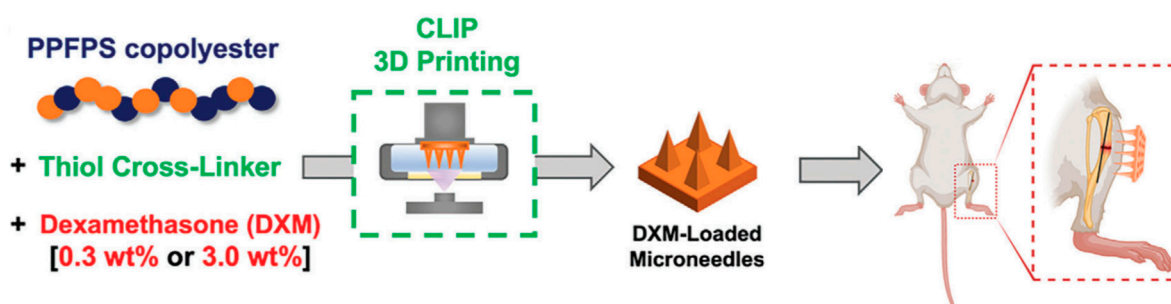 PPFPS copolyester
+ Thiol Cross-Linker
+ Dexamethasone (DXM)
[0.3 wt% or 3.0 wt%]
CLIP
3D Printing
DXM-Loaded
Microneedles